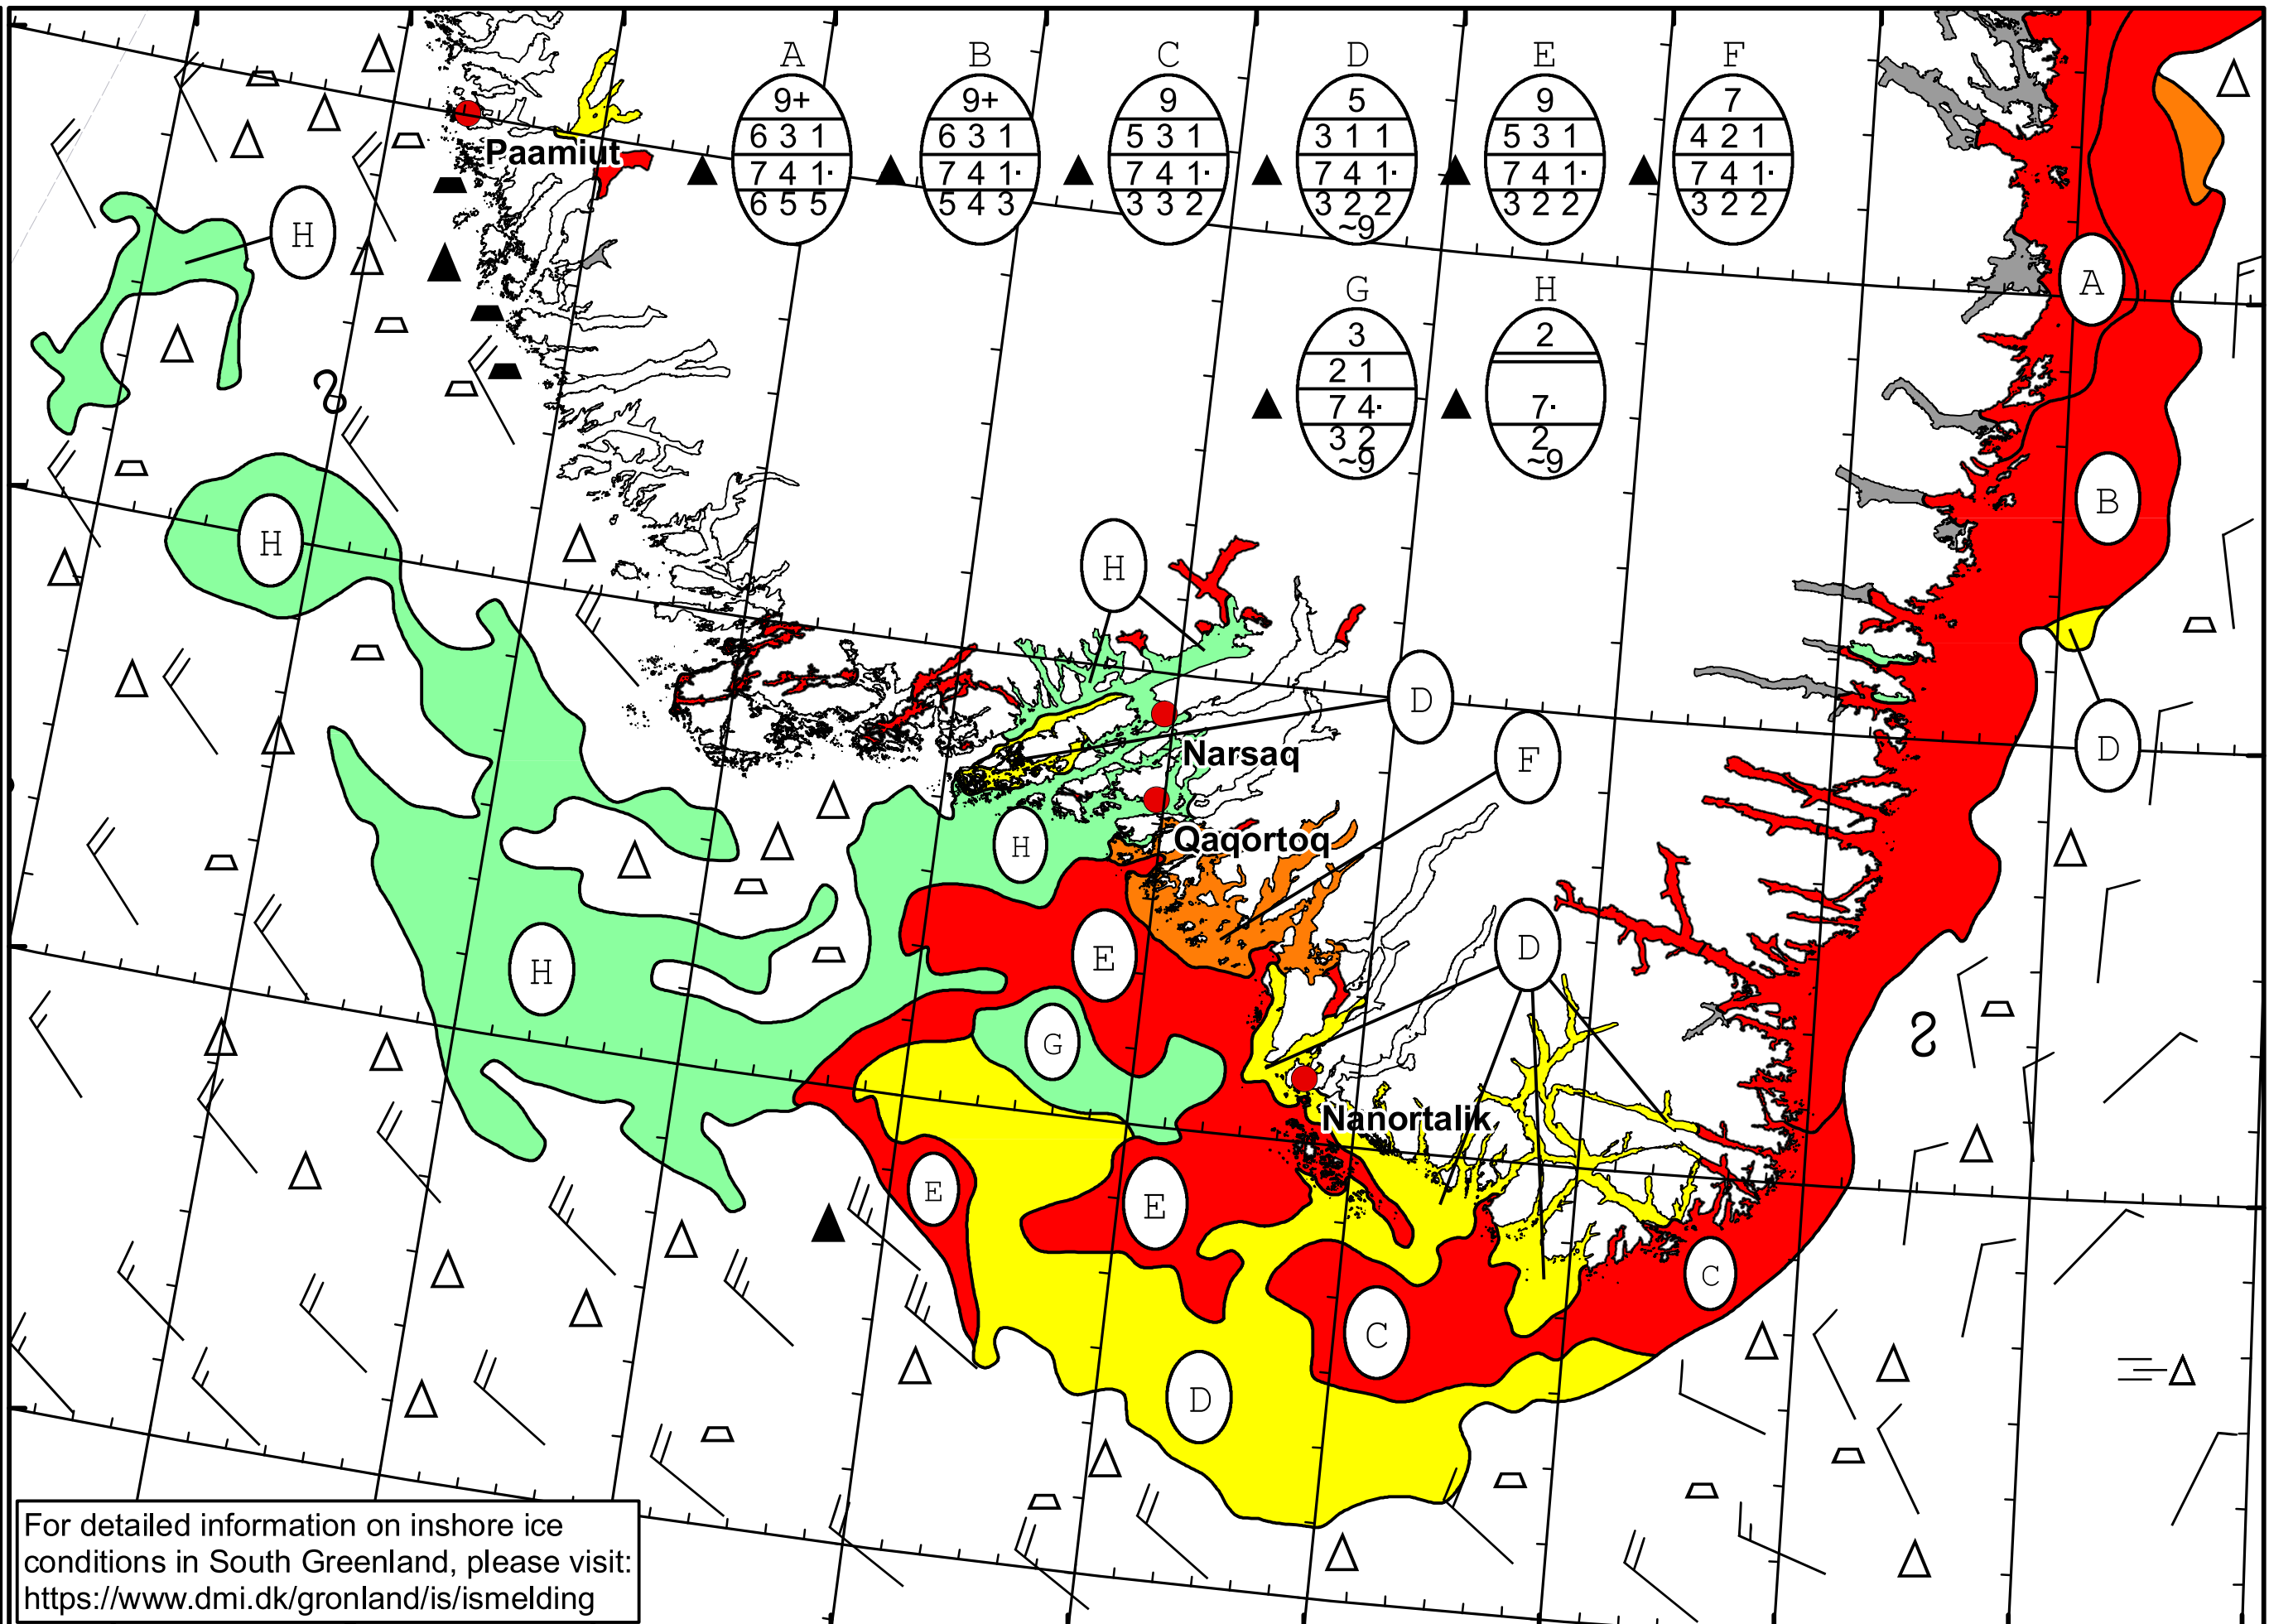 A B C D E F
9+ 9+ 9 5 9 7
6 3 1 6 3 1 5 3 1 3 1 1 5 3 1 4 2 1
7 4 1· 7 4 1· 7 4 1· 7 4 1· 7 4 1· 7 4 1·
6 5 5 5 4 3 3 3 2 3 2 2 3 2 2 3 2 2
~9
Paamiut
H
A
G H
3 2
2 1
7 4· 7·
3 2 2
~9 ~9
B
H
H
D
Narsaq
F
D
Qaqortoq
H
E
D
H
G
Nanortalik
E
E
C
C
D
For detailed information on inshore ice
conditions in South Greenland, please visit:
https://www.dmi.dk/gronland/is/ismelding